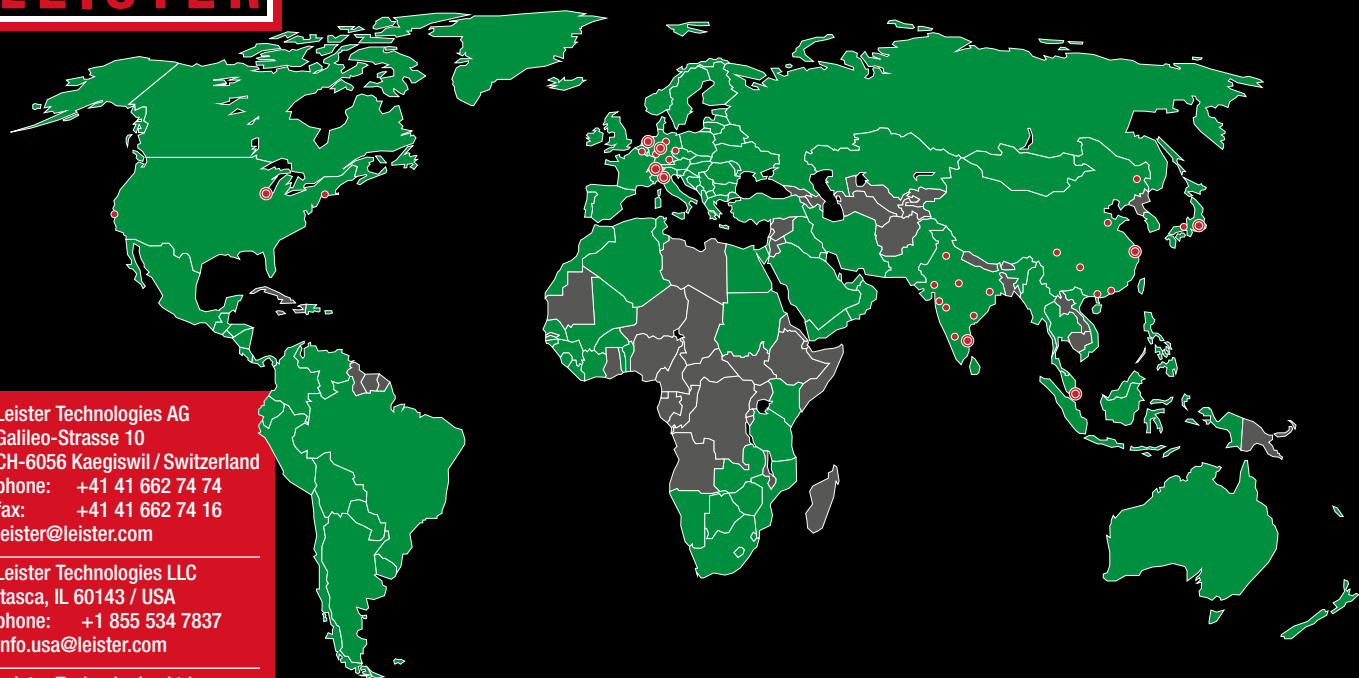 LEISTER
Leister Technologies AG
Galileo-Strasse 10
CH-6056 Kaegiswil / Switzerland
phone: +41 41 662 74 74
fax: +41 41 662 74 16
leister@leister.com
Leister Technologies LLC
Itasca, IL 60143 / USA
phone: +1 855 534 7837
info.usa@leister.com